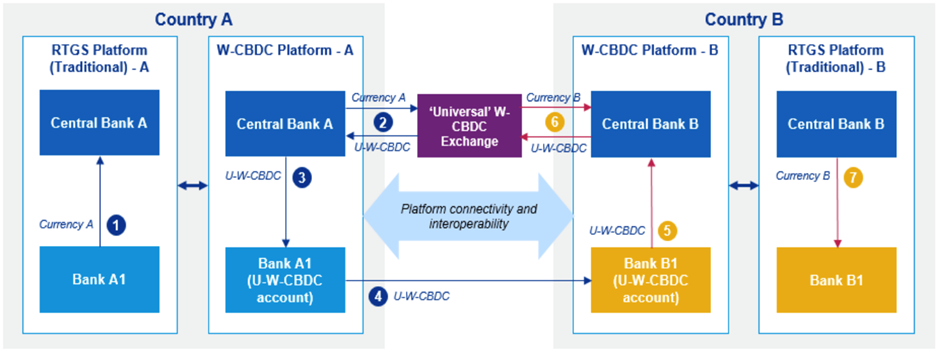 Country A
Country B
RTGS Platform
(Traditional) - A
W-CBDC Platform - A
W-CBDC Platform - B
RTGS Platform
(Traditional) - B
Central Bank A
Central Bank A
Currency A
2
U-W-CBDC
'Universal' W-
CBDC
Exchange
Currency B
6
U-W-CBDC
Central Bank B
Central Bank B
U-W-CBDC
3
Currency B
7
Platform connectivity and
interoperability
Currency A
1
U-W-CBDC
5
Bank A1
Bank A1
(U-W-CBDC
account)
4
U-W-CBDC
Bank B1
(U-W-CBDC
account)
Bank B1